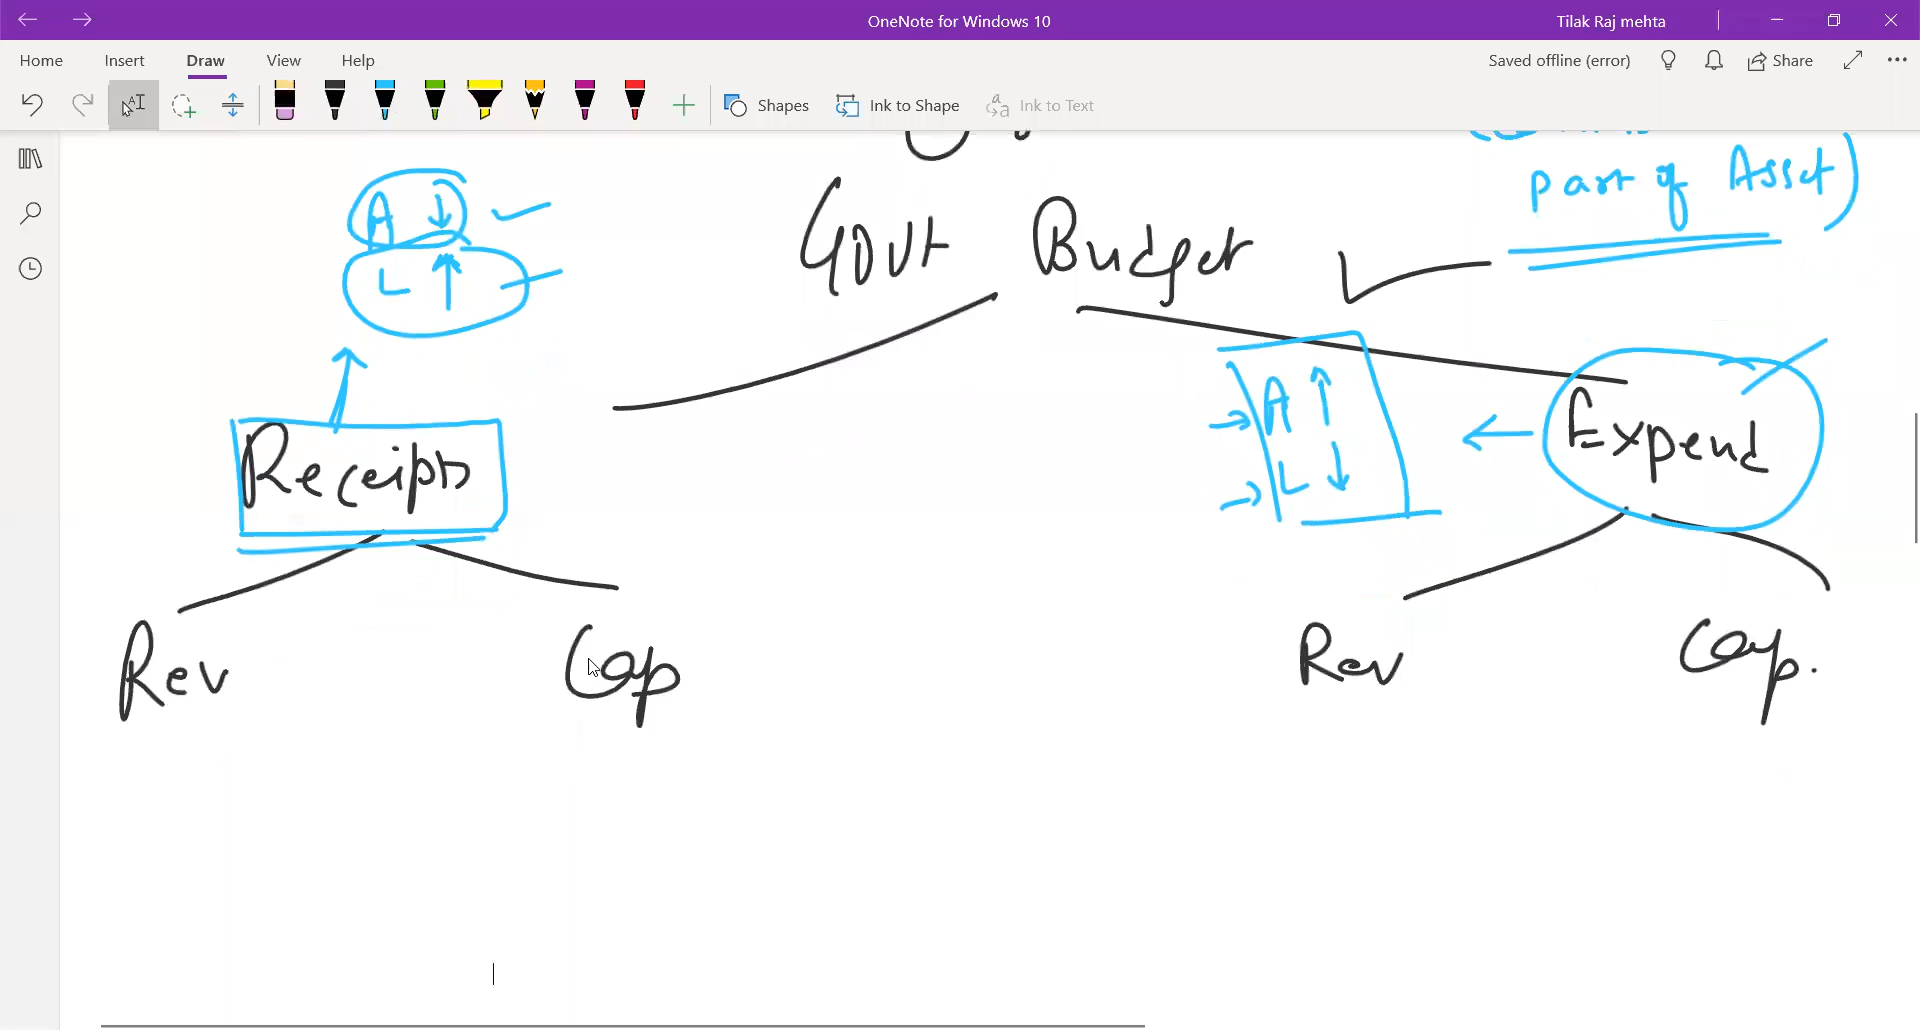 OneNote for Windows 10
Tilak Raj mehta
Home Insert Draw View Help
Saved offline (error)
Share
Shapes
Ink to Shape
Ink to Text
part of Asset)
A ↓ ✓
L ↑
Govt Budget
A ↑
L ↓
Receipts
Expend
Rev
Cap
Rev
Cap.